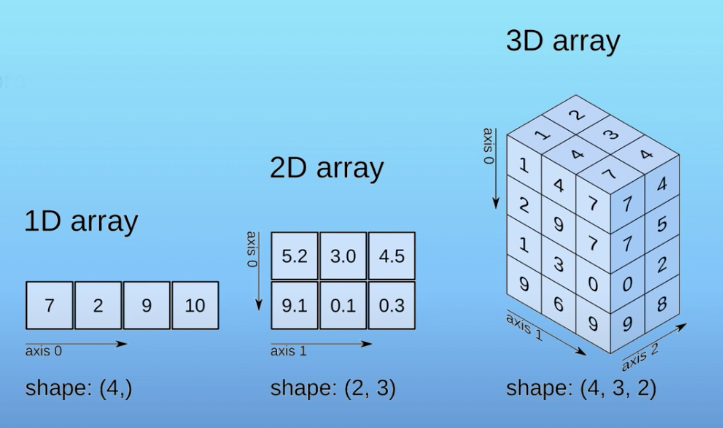 3D array
2D array
1D array
axis 0
1 2
4 3
7 4
1 4 7
2 9 7
1 3 0
9 6 9
7 4
7 5
0 2
9 8
axis 1
axis 2
shape: (4, 3, 2)
axis 0
5.2 3.0 4.5
9.1 0.1 0.3
axis 1
shape: (2, 3)
7 2 9 10
axis 0
shape: (4,)